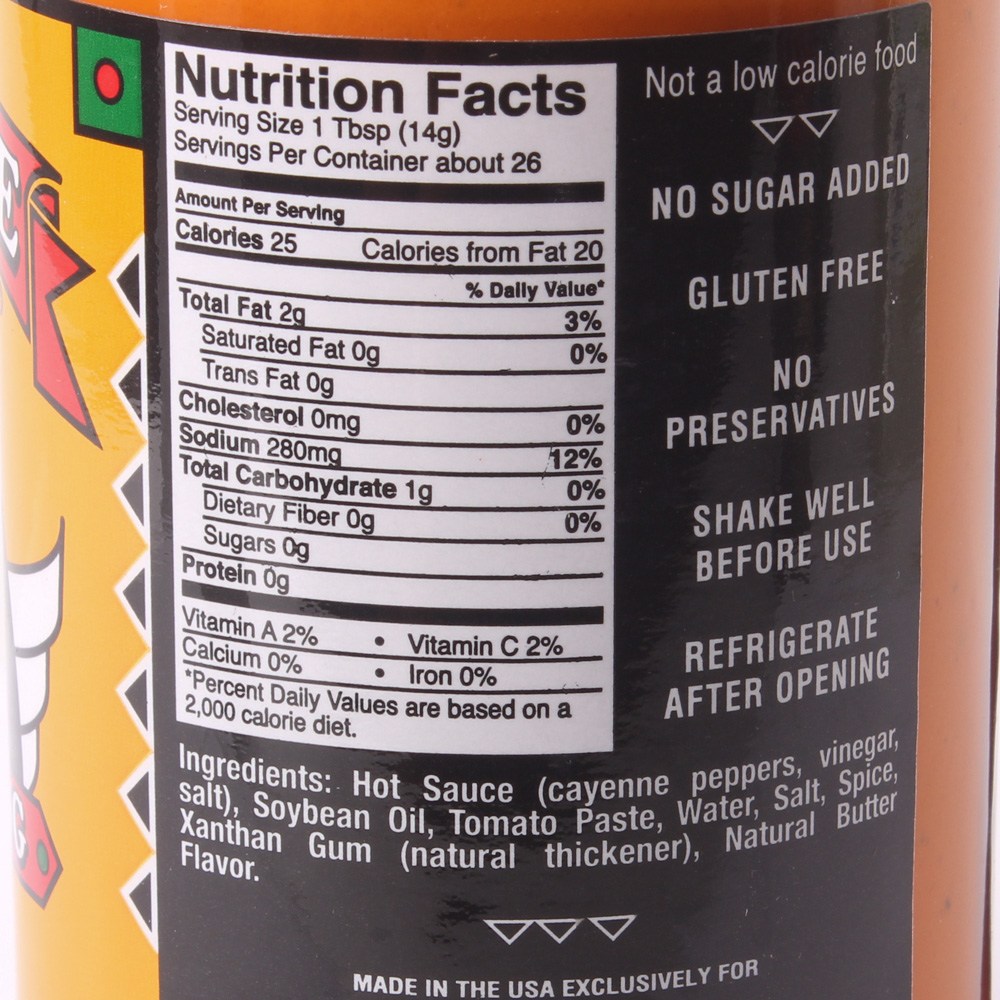 Nutrition Facts
Serving Size 1 Tbsp (14g)
Servings Per Container about 26
Amount Per Serving
Calories 25 Calories from Fat 20
% Daily Value*
Total Fat 2g 3%
Saturated Fat 0g 0%
Trans Fat 0g
Cholesterol 0mg 0%
Sodium 280mg 12%
Total Carbohydrate 1g 0%
Dietary Fiber 0g 0%
Sugars 0g
Protein 0g
Vitamin A 2% • Vitamin C 2%
Calcium 0% • Iron 0%
*Percent Daily Values are based on a
2,000 calorie diet.
Not a low calorie food
NO SUGAR ADDED
GLUTEN FREE
NO
PRESERVATIVES
SHAKE WELL
BEFORE USE
REFRIGERATE
AFTER OPENING
Ingredients: Hot Sauce (cayenne peppers, vinegar,
salt), Soybean Oil, Tomato Paste, Water, Salt, Spice,
Xanthan Gum (natural thickener), Natural Butter
Flavor.
MADE IN THE USA EXCLUSIVELY FOR
E
G